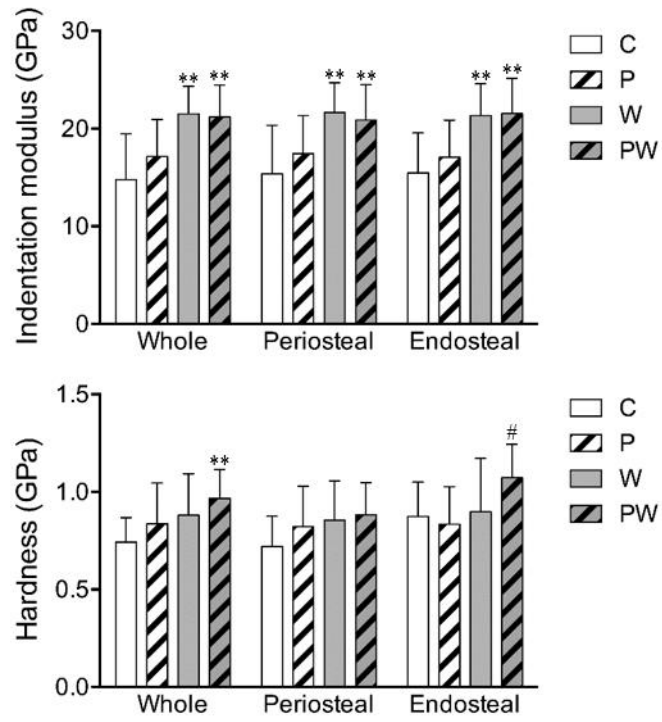 Indentation modulus (GPa)
30
20
10
0
** ** ** ** ** **
Whole Periosteal Endosteal
C
P
W
PW
Hardness (GPa)
1.5
1.0
0.5
0.0
** #
Whole Periosteal Endosteal
C
P
W
PW